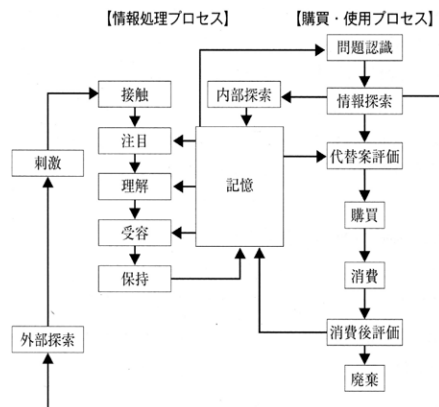 【情報処理プロセス】
【購買・使用プロセス】
問題認識
接触
内部探索
情報探索
注目
刺激
代替案評価
理解
記憶
受容
購買
保持
消費
外部探索
消費後評価
廃棄